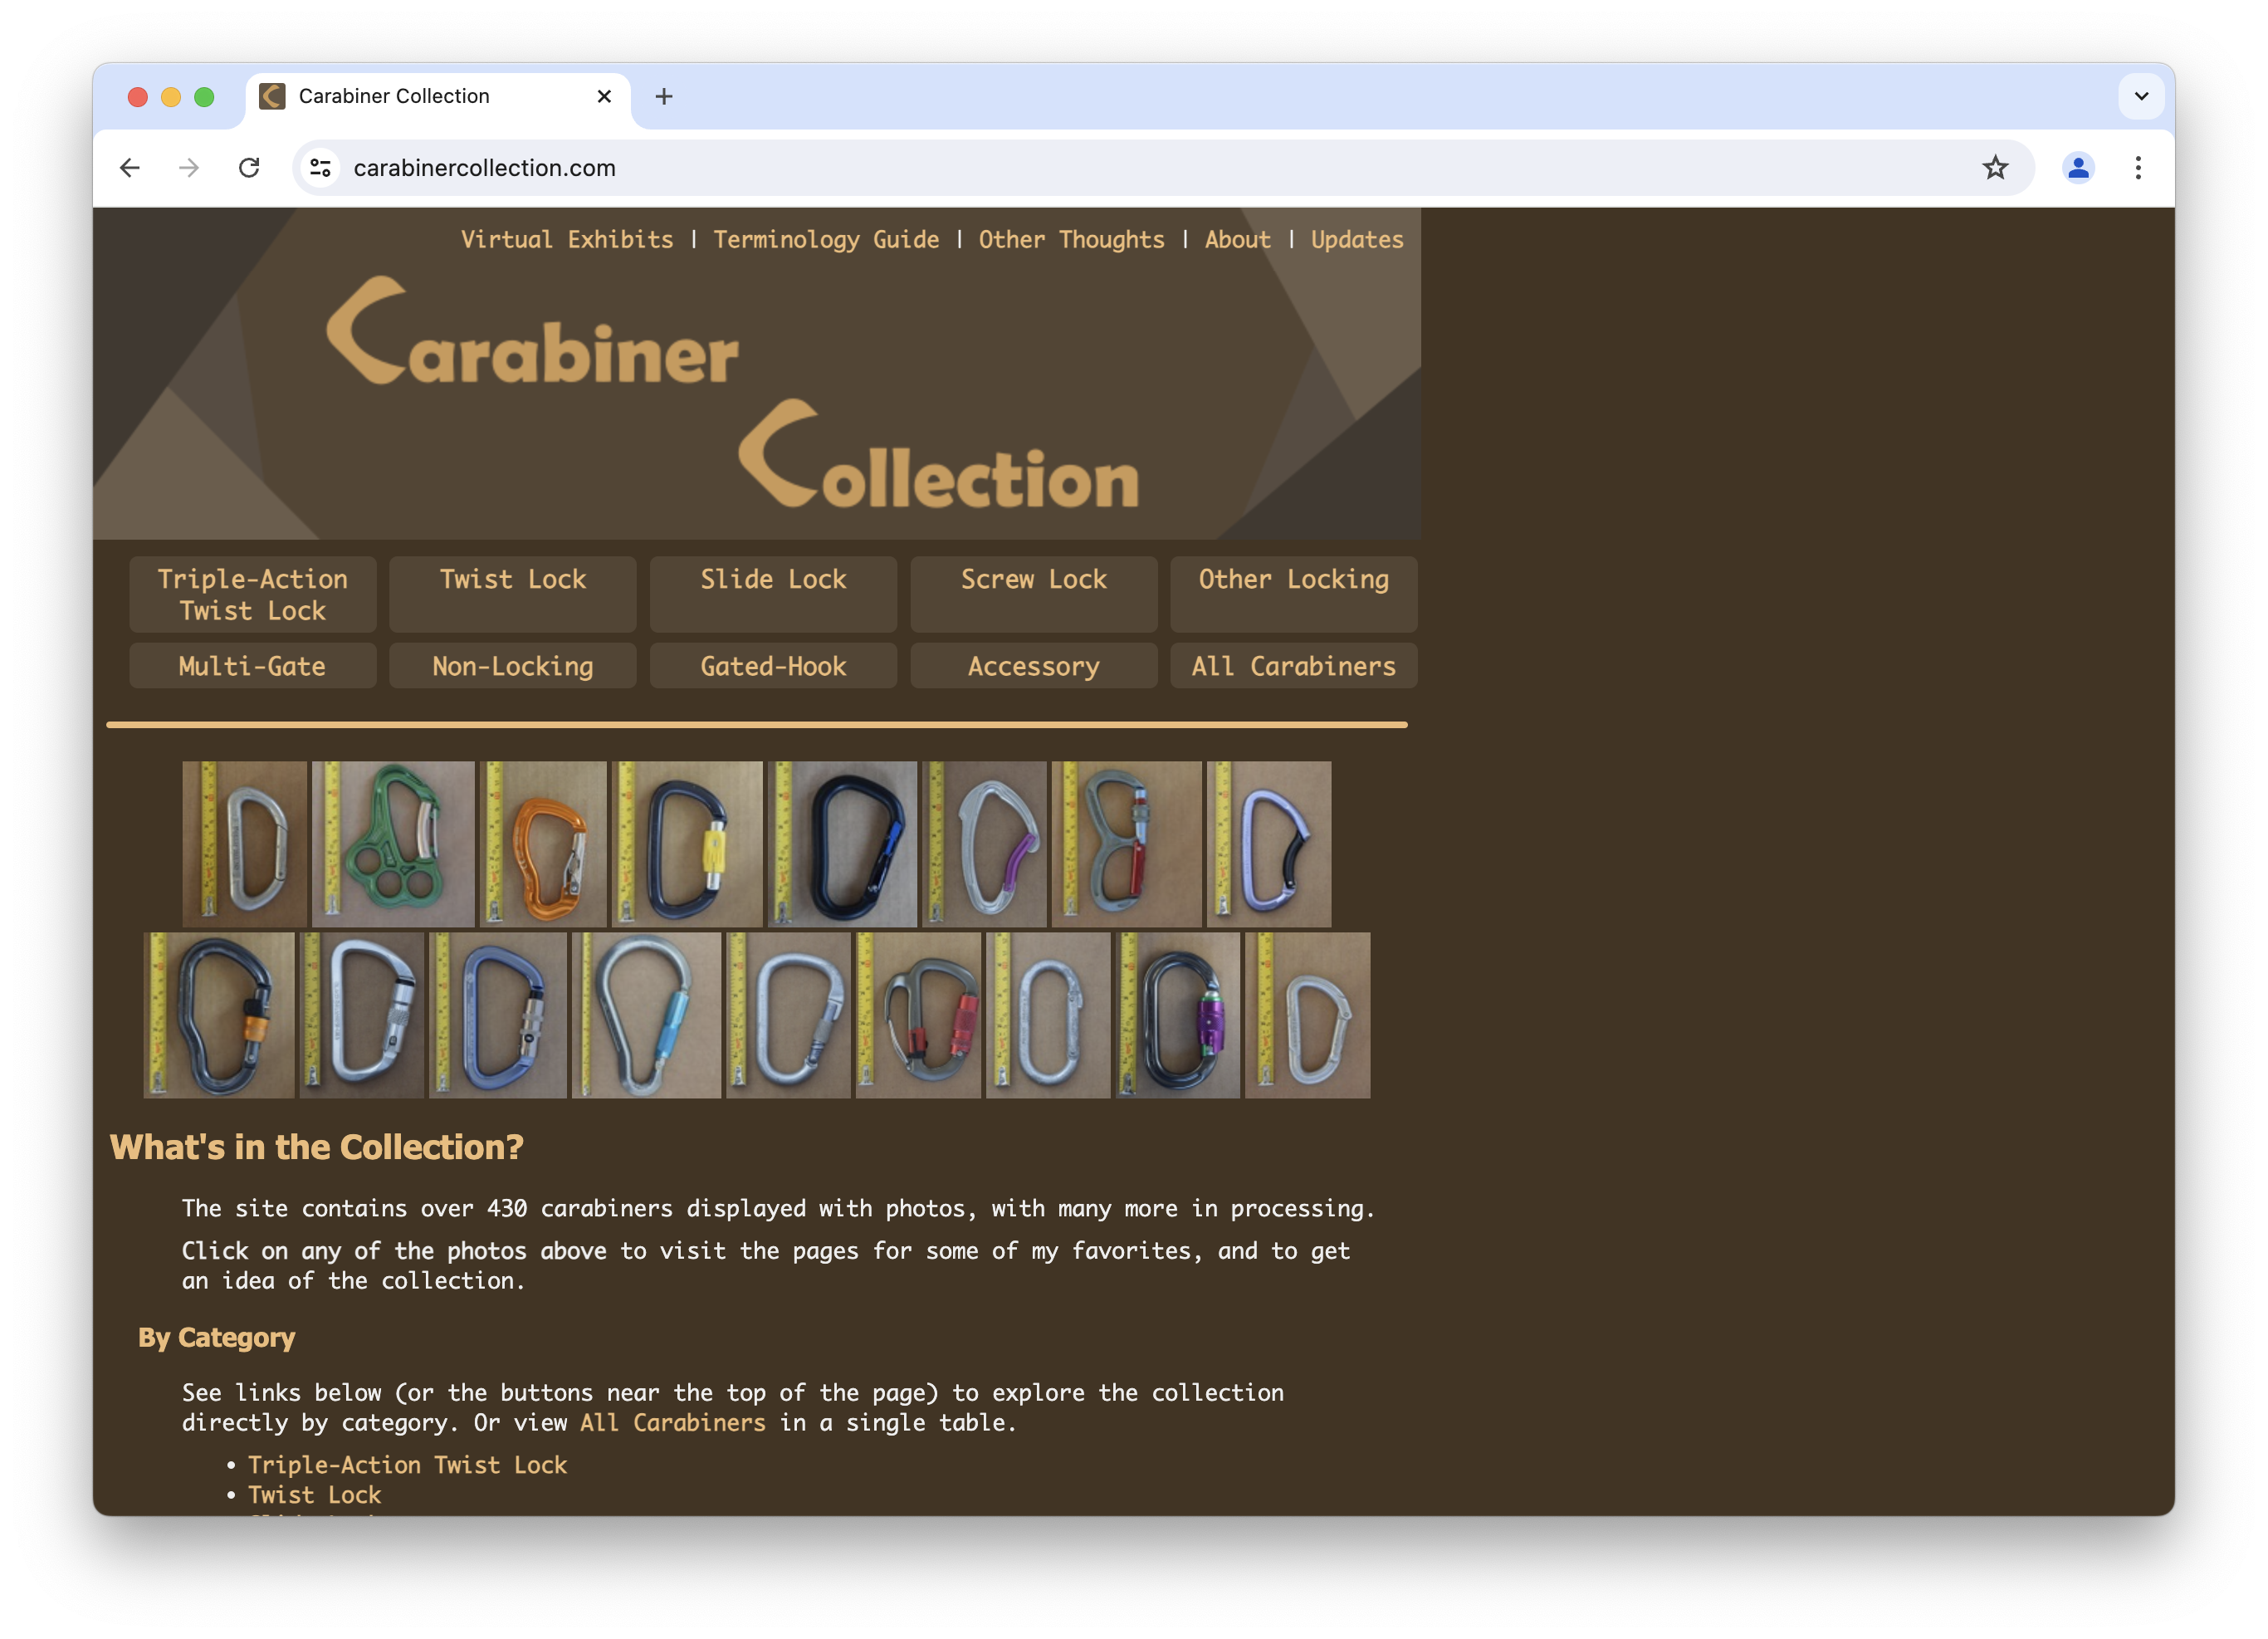 Carabiner Collection
carabinercollection.com
Virtual Exhibits | Terminology Guide | Other Thoughts | About | Updates
Carabiner
Collection
Triple-Action
Twist Lock
Twist Lock
Slide Lock
Screw Lock
Other Locking
Multi-Gate
Non-Locking
Gated-Hook
Accessory
All Carabiners
What's in the Collection?
The site contains over 430 carabiners displayed with photos, with many more in processing.
Click on any of the photos above to visit the pages for some of my favorites, and to get
an idea of the collection.
By Category
See links below (or the buttons near the top of the page) to explore the collection
directly by category. Or view All Carabiners in a single table.
• Triple-Action Twist Lock
• Twist Lock